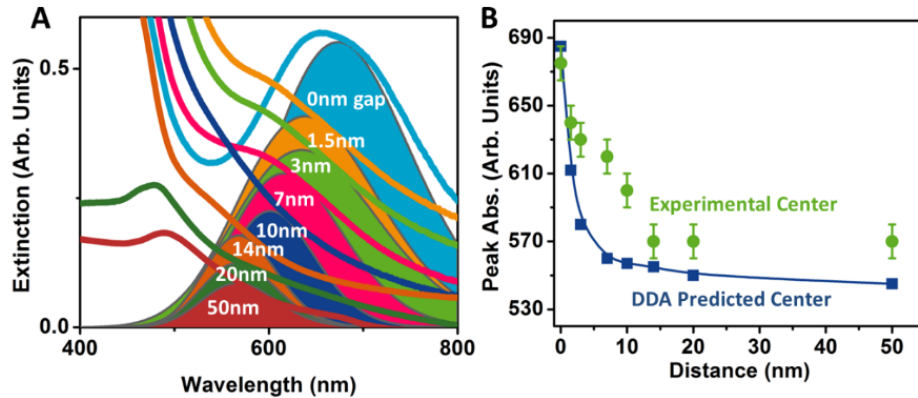 A
Extinction (Arb. Units)
0.5
0.0
0nm gap
1.5nm
3nm
7nm
10nm
14nm
20nm
50nm
400
600
800
Wavelength (nm)
B
Peak Abs. (Arb. Units)
690
650
610
570
530
Experimental Center
DDA Predicted Center
0
10
20
30
40
50
Distance (nm)